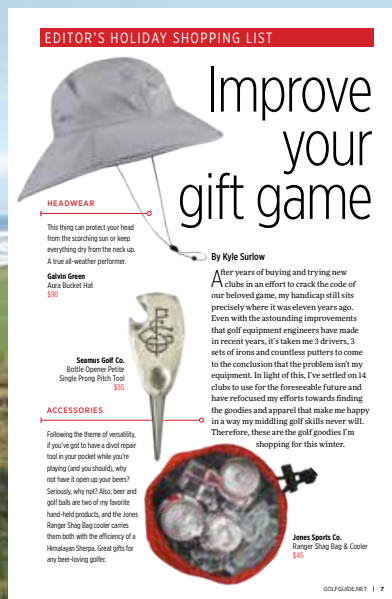 EDITOR'S HOLIDAY SHOPPING LIST
Improve
your
gift game
HEADWEAR
This thing can protect your head
from the scorching sun or keep
everything dry from the neck up.
A true all-weather performer.
Galvin Green
Aura Bucket Hat
$90
By Kyle Surlow
After years of buying and trying new
clubs in an effort to crack the code of
our beloved game, my handicap still sits
precisely where it was eleven years ago.
Even with the astounding improvements
that golf equipment engineers have made
in recent years, it's taken me 3 drivers, 3
sets of irons and countless putters to come
to the conclusion that the problem isn't my
equipment. In light of this, I've settled on 14
clubs to use for the foreseeable future and
have refocused my efforts towards finding
the goodies and apparel that make me happy
in a way my middling golf skills never will.
Therefore, these are the golf goodies I'm
shopping for this winter.
Seamus Golf Co.
Bottle Opener Petite
Single Prong Pitch Tool
$55
ACCESSORIES
Following the theme of versatility,
if you've got to have a divot repair
tool in your pocket while you're
playing (and you should), why
not have it open up your beers?
Seriously, why not? Also, beer and
golf balls are two of my favorite
hand-held products, and the Jones
Ranger Shag Bag cooler carries
them both with the efficiency of a
Himalayan Sherpa. Great gifts for
any beer-loving golfer.
Jones Sports Co.
Ranger Shag Bag & Cooler
$45
GOLFGUIDE.NET | 7